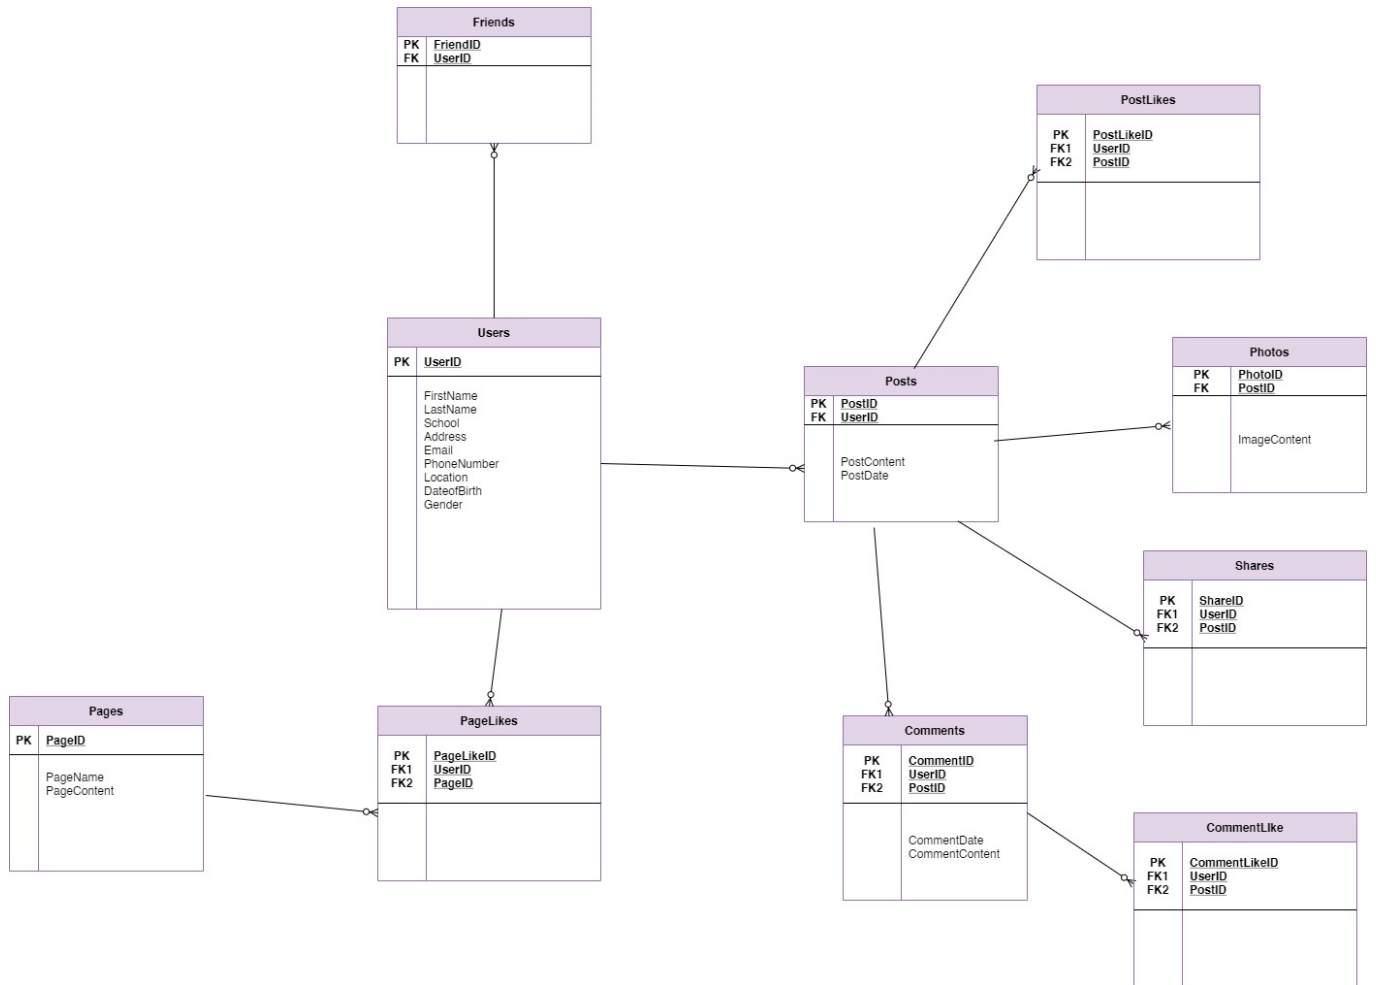 Friends
PK FriendID
FK UserID
PostLikes
PK PostLikeID
FK1 UserID
FK2 PostID
Users
PK UserID
FirstName
LastName
School
Address
Email
PhoneNumber
Location
DateofBirth
Gender
Posts
PK PostID
FK UserID
PostContent
PostDate
Photos
PK PhotoID
FK PostID
ImageContent
Shares
PK ShareID
FK1 UserID
FK2 PostID
Pages
PK PageID
PageName
PageContent
PageLikes
PK PageLikeID
FK1 UserID
FK2 PageID
Comments
PK CommentID
FK1 UserID
FK2 PostID
CommentDate
CommentContent
CommentLIke
PK CommentLikeID
FK1 UserID
FK2 PostID